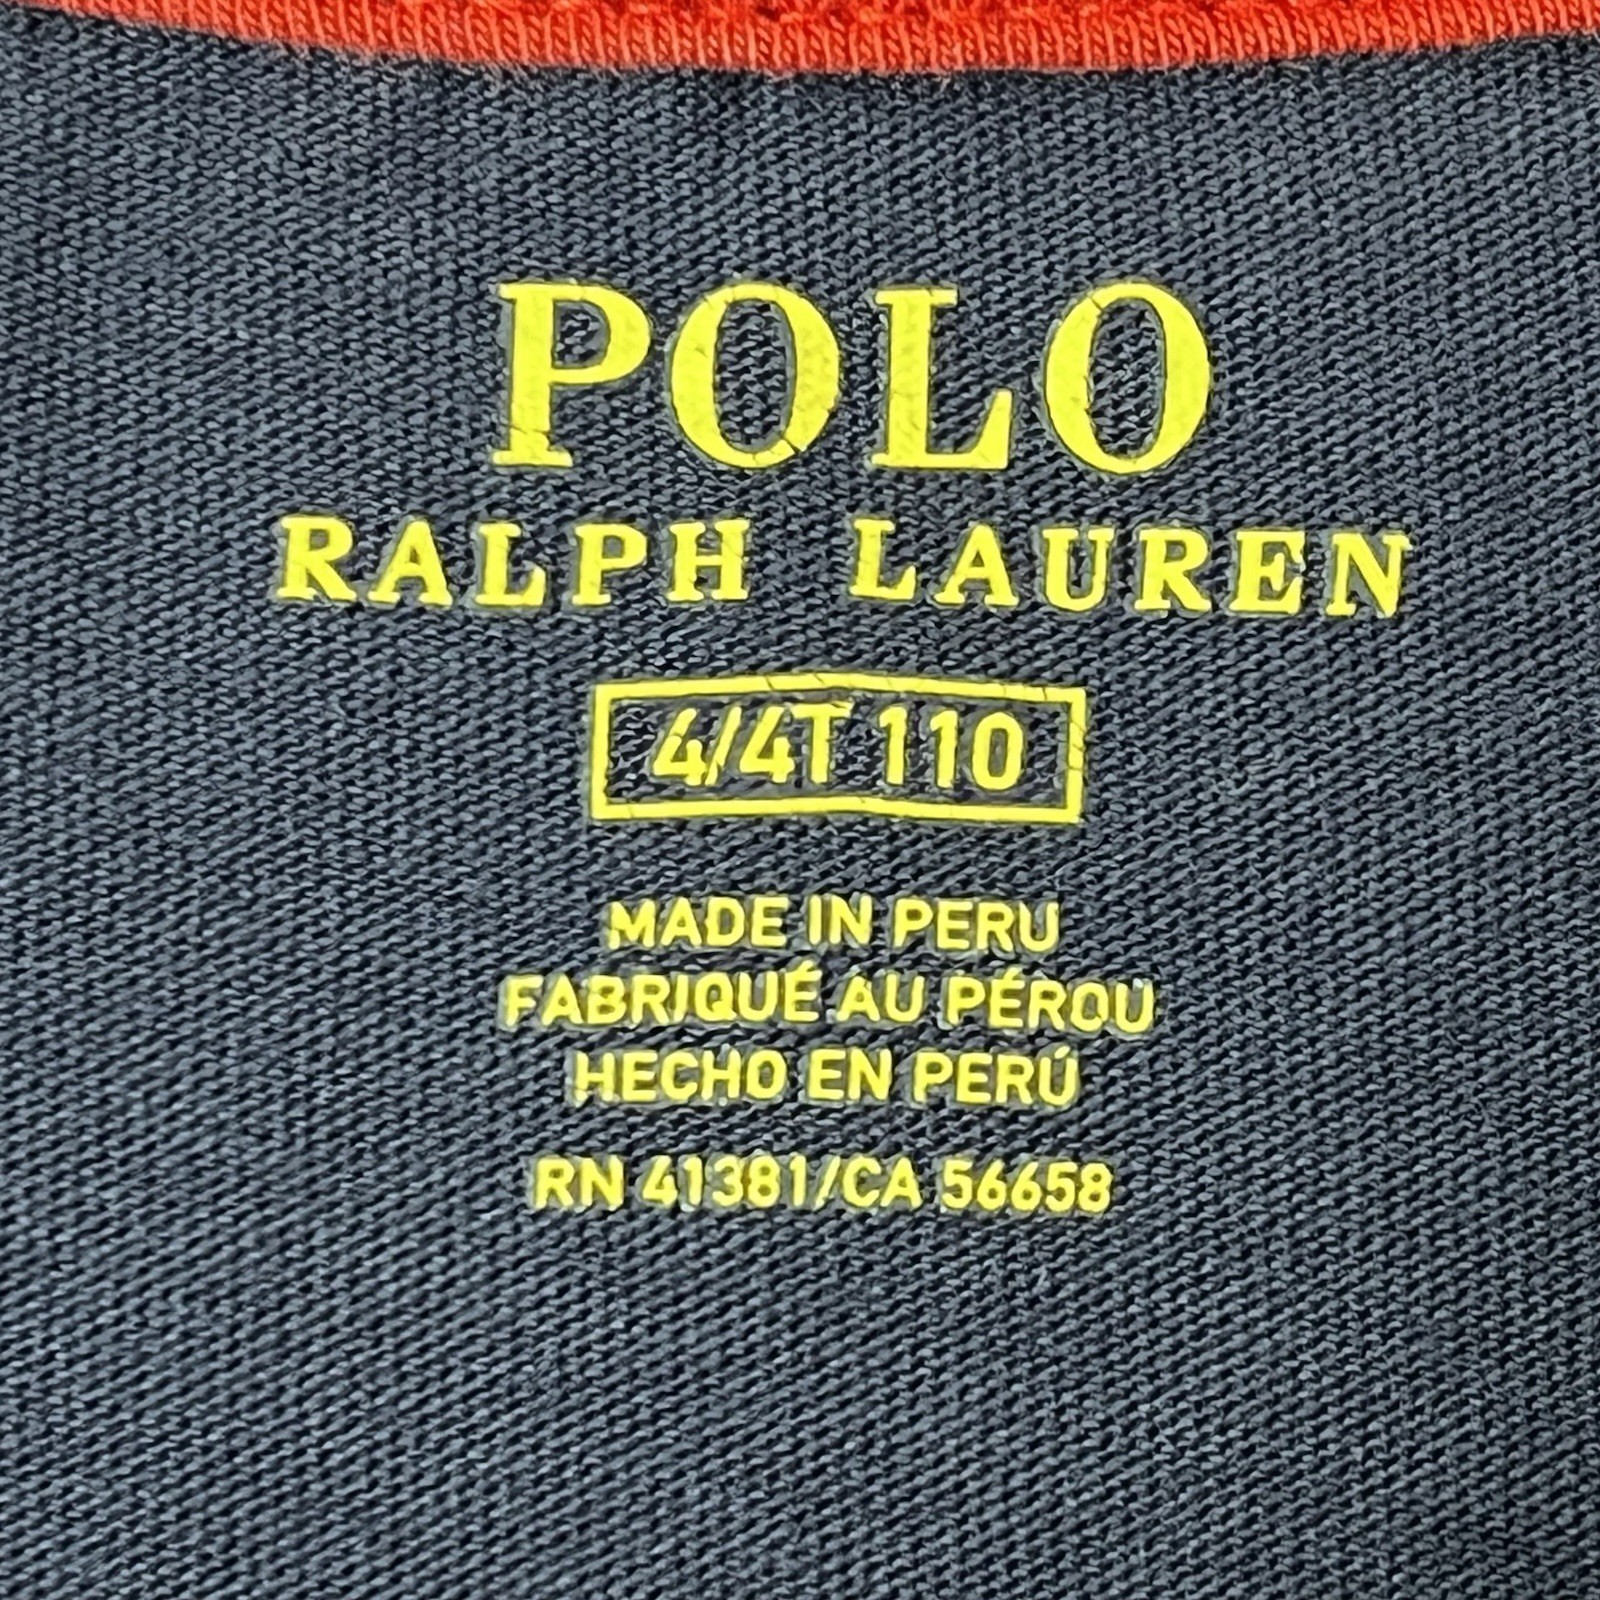 POLO
RALPH LAUREN
4/4T 110
MADE IN PERU
FABRIQUÉ AU PÉROU
HECHO EN PERÚ
RN 41381/CA 56658